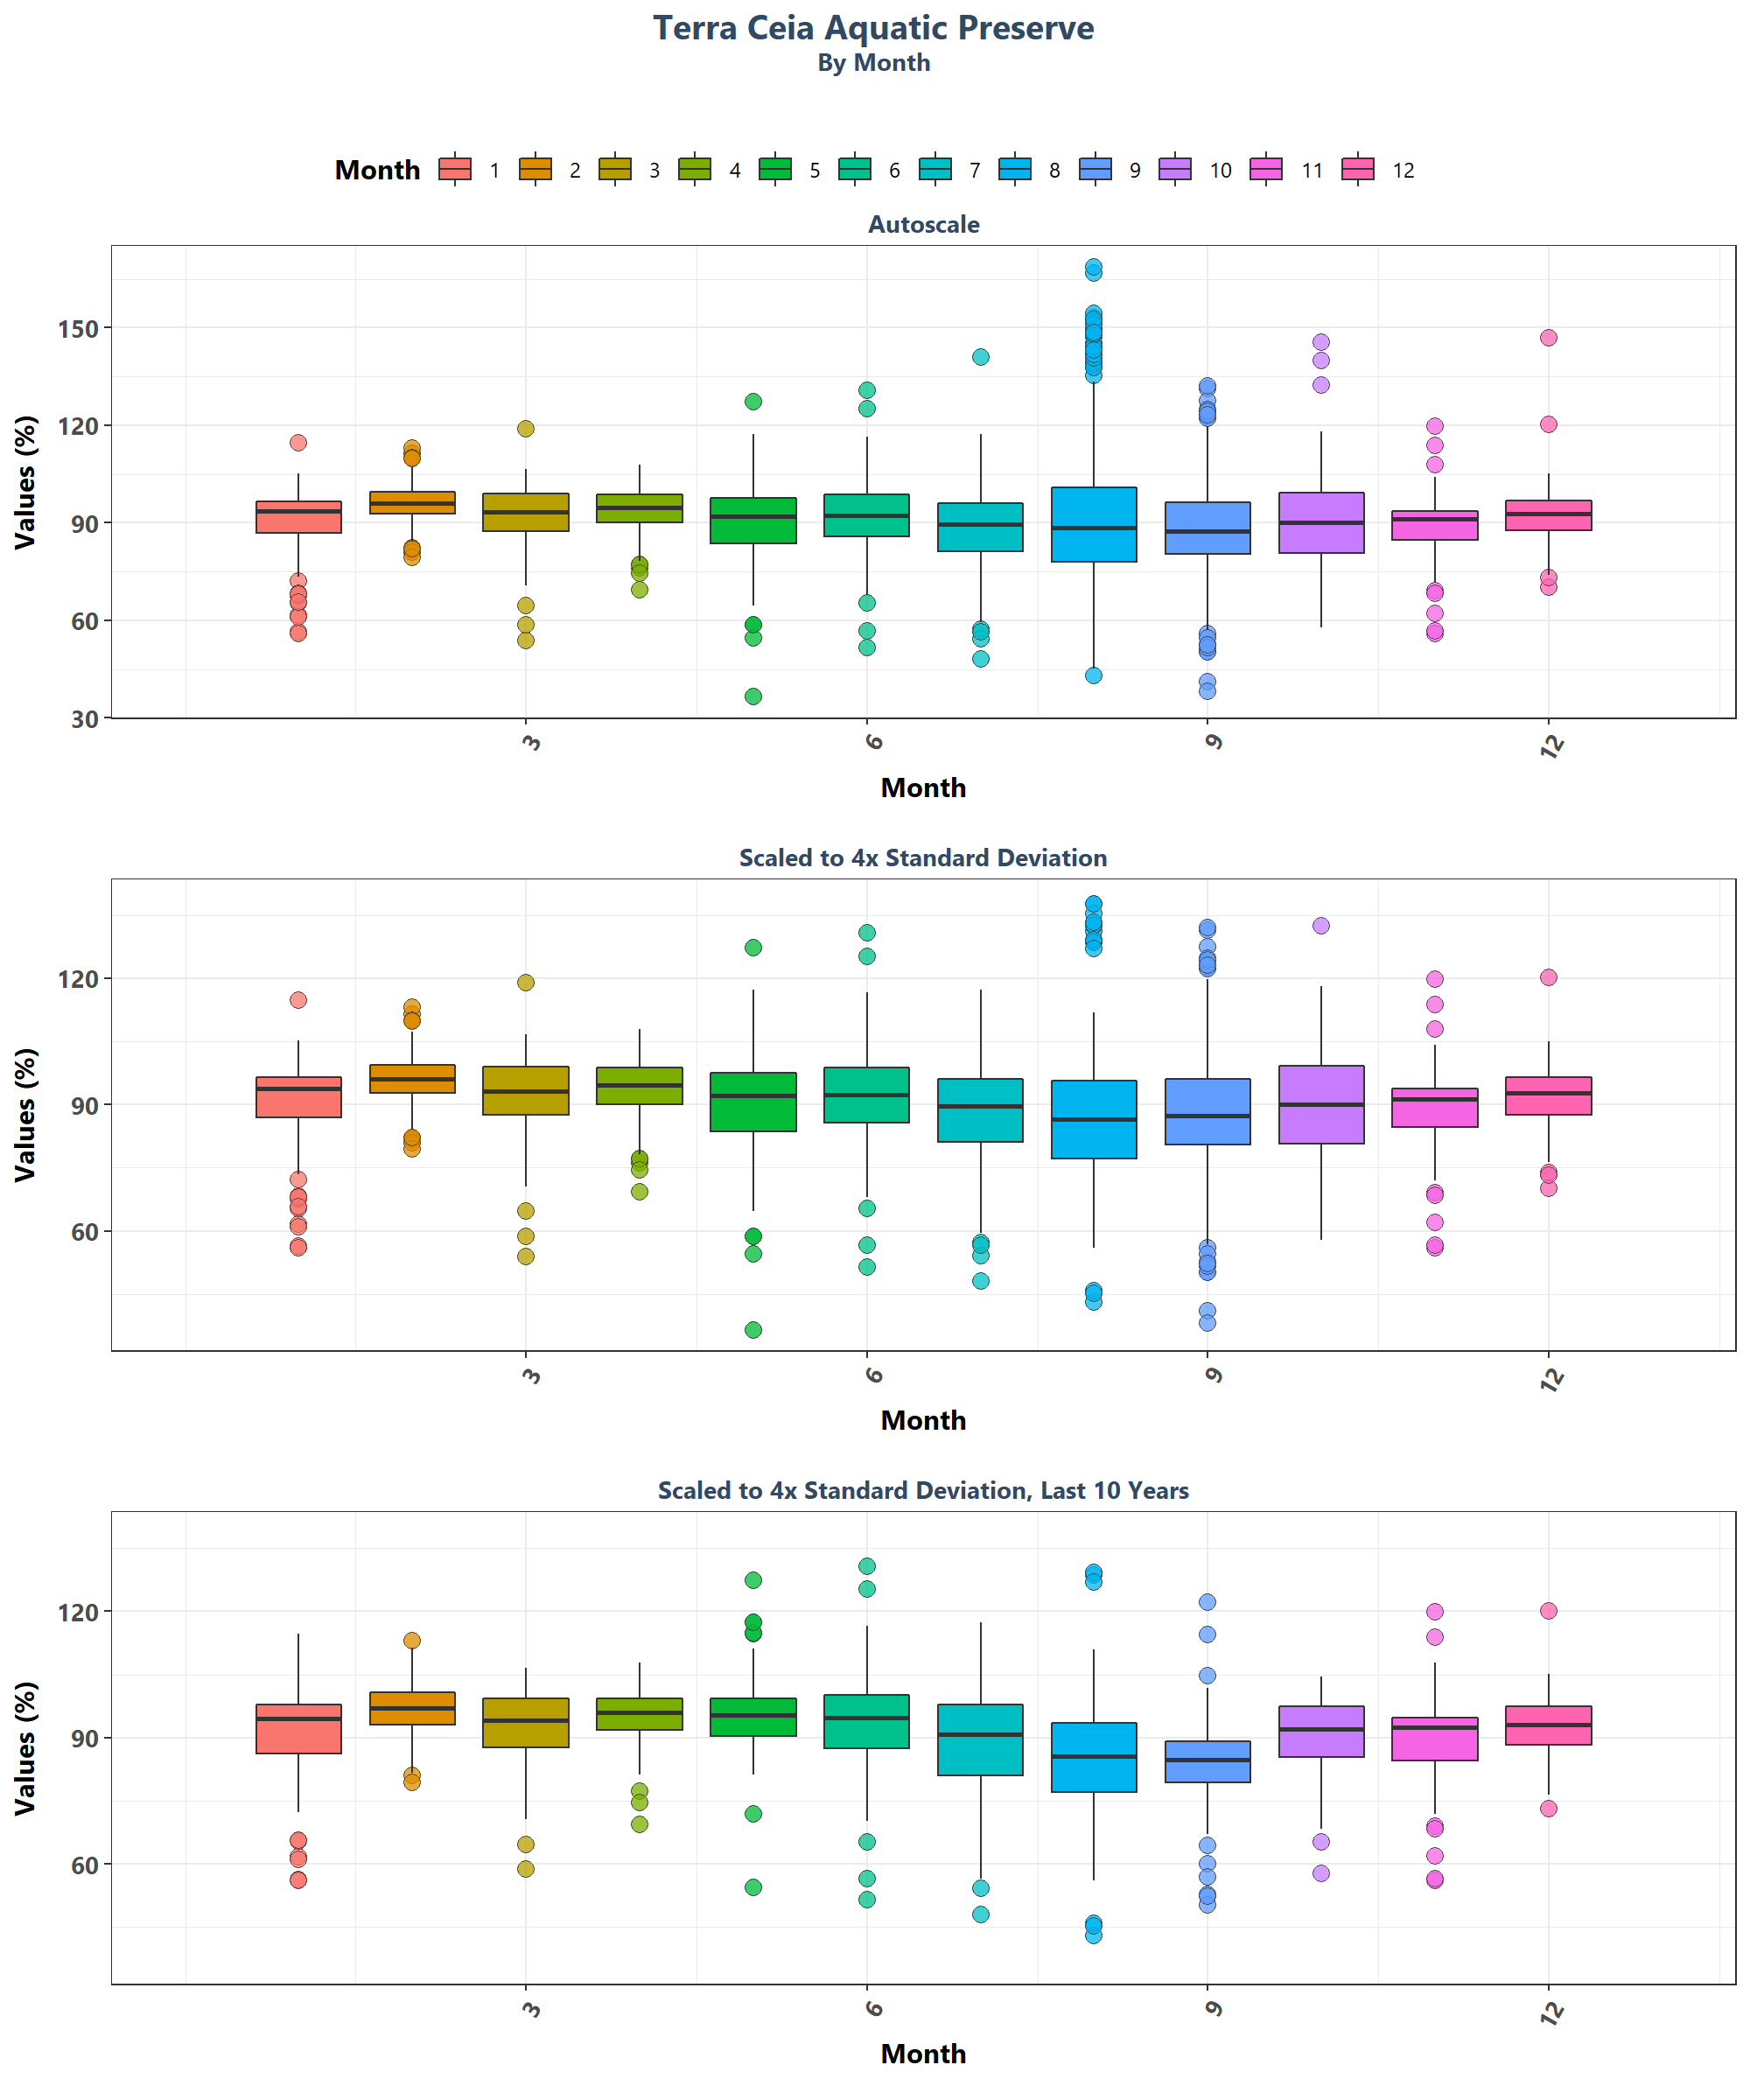 Terra Ceia Aquatic Preserve
By Month
Month 1 2 3 4 5 6 7 8 9 10 11 12
Autoscale
Values (%)
150
120
90
60
30
3 6 9 12
Month
Scaled to 4x Standard Deviation
Values (%)
120
90
60
3 6 9 12
Month
Scaled to 4x Standard Deviation, Last 10 Years
Values (%)
120
90
60
3 6 9 12
Month